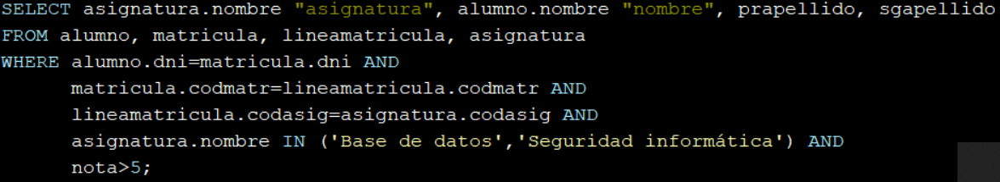 SELECT asignatura.nombre "asignatura", alumno.nombre "nombre", prapellido, sgapellido
FROM alumno, matricula, lineamatricula, asignatura
WHERE alumno.dni=matricula.dni AND
matricula.codmatr=lineamatricula.codmatr AND
lineamatricula.codasig=asignatura.codasig AND
asignatura.nombre IN ('Base de datos','Seguridad informática') AND
nota>5;